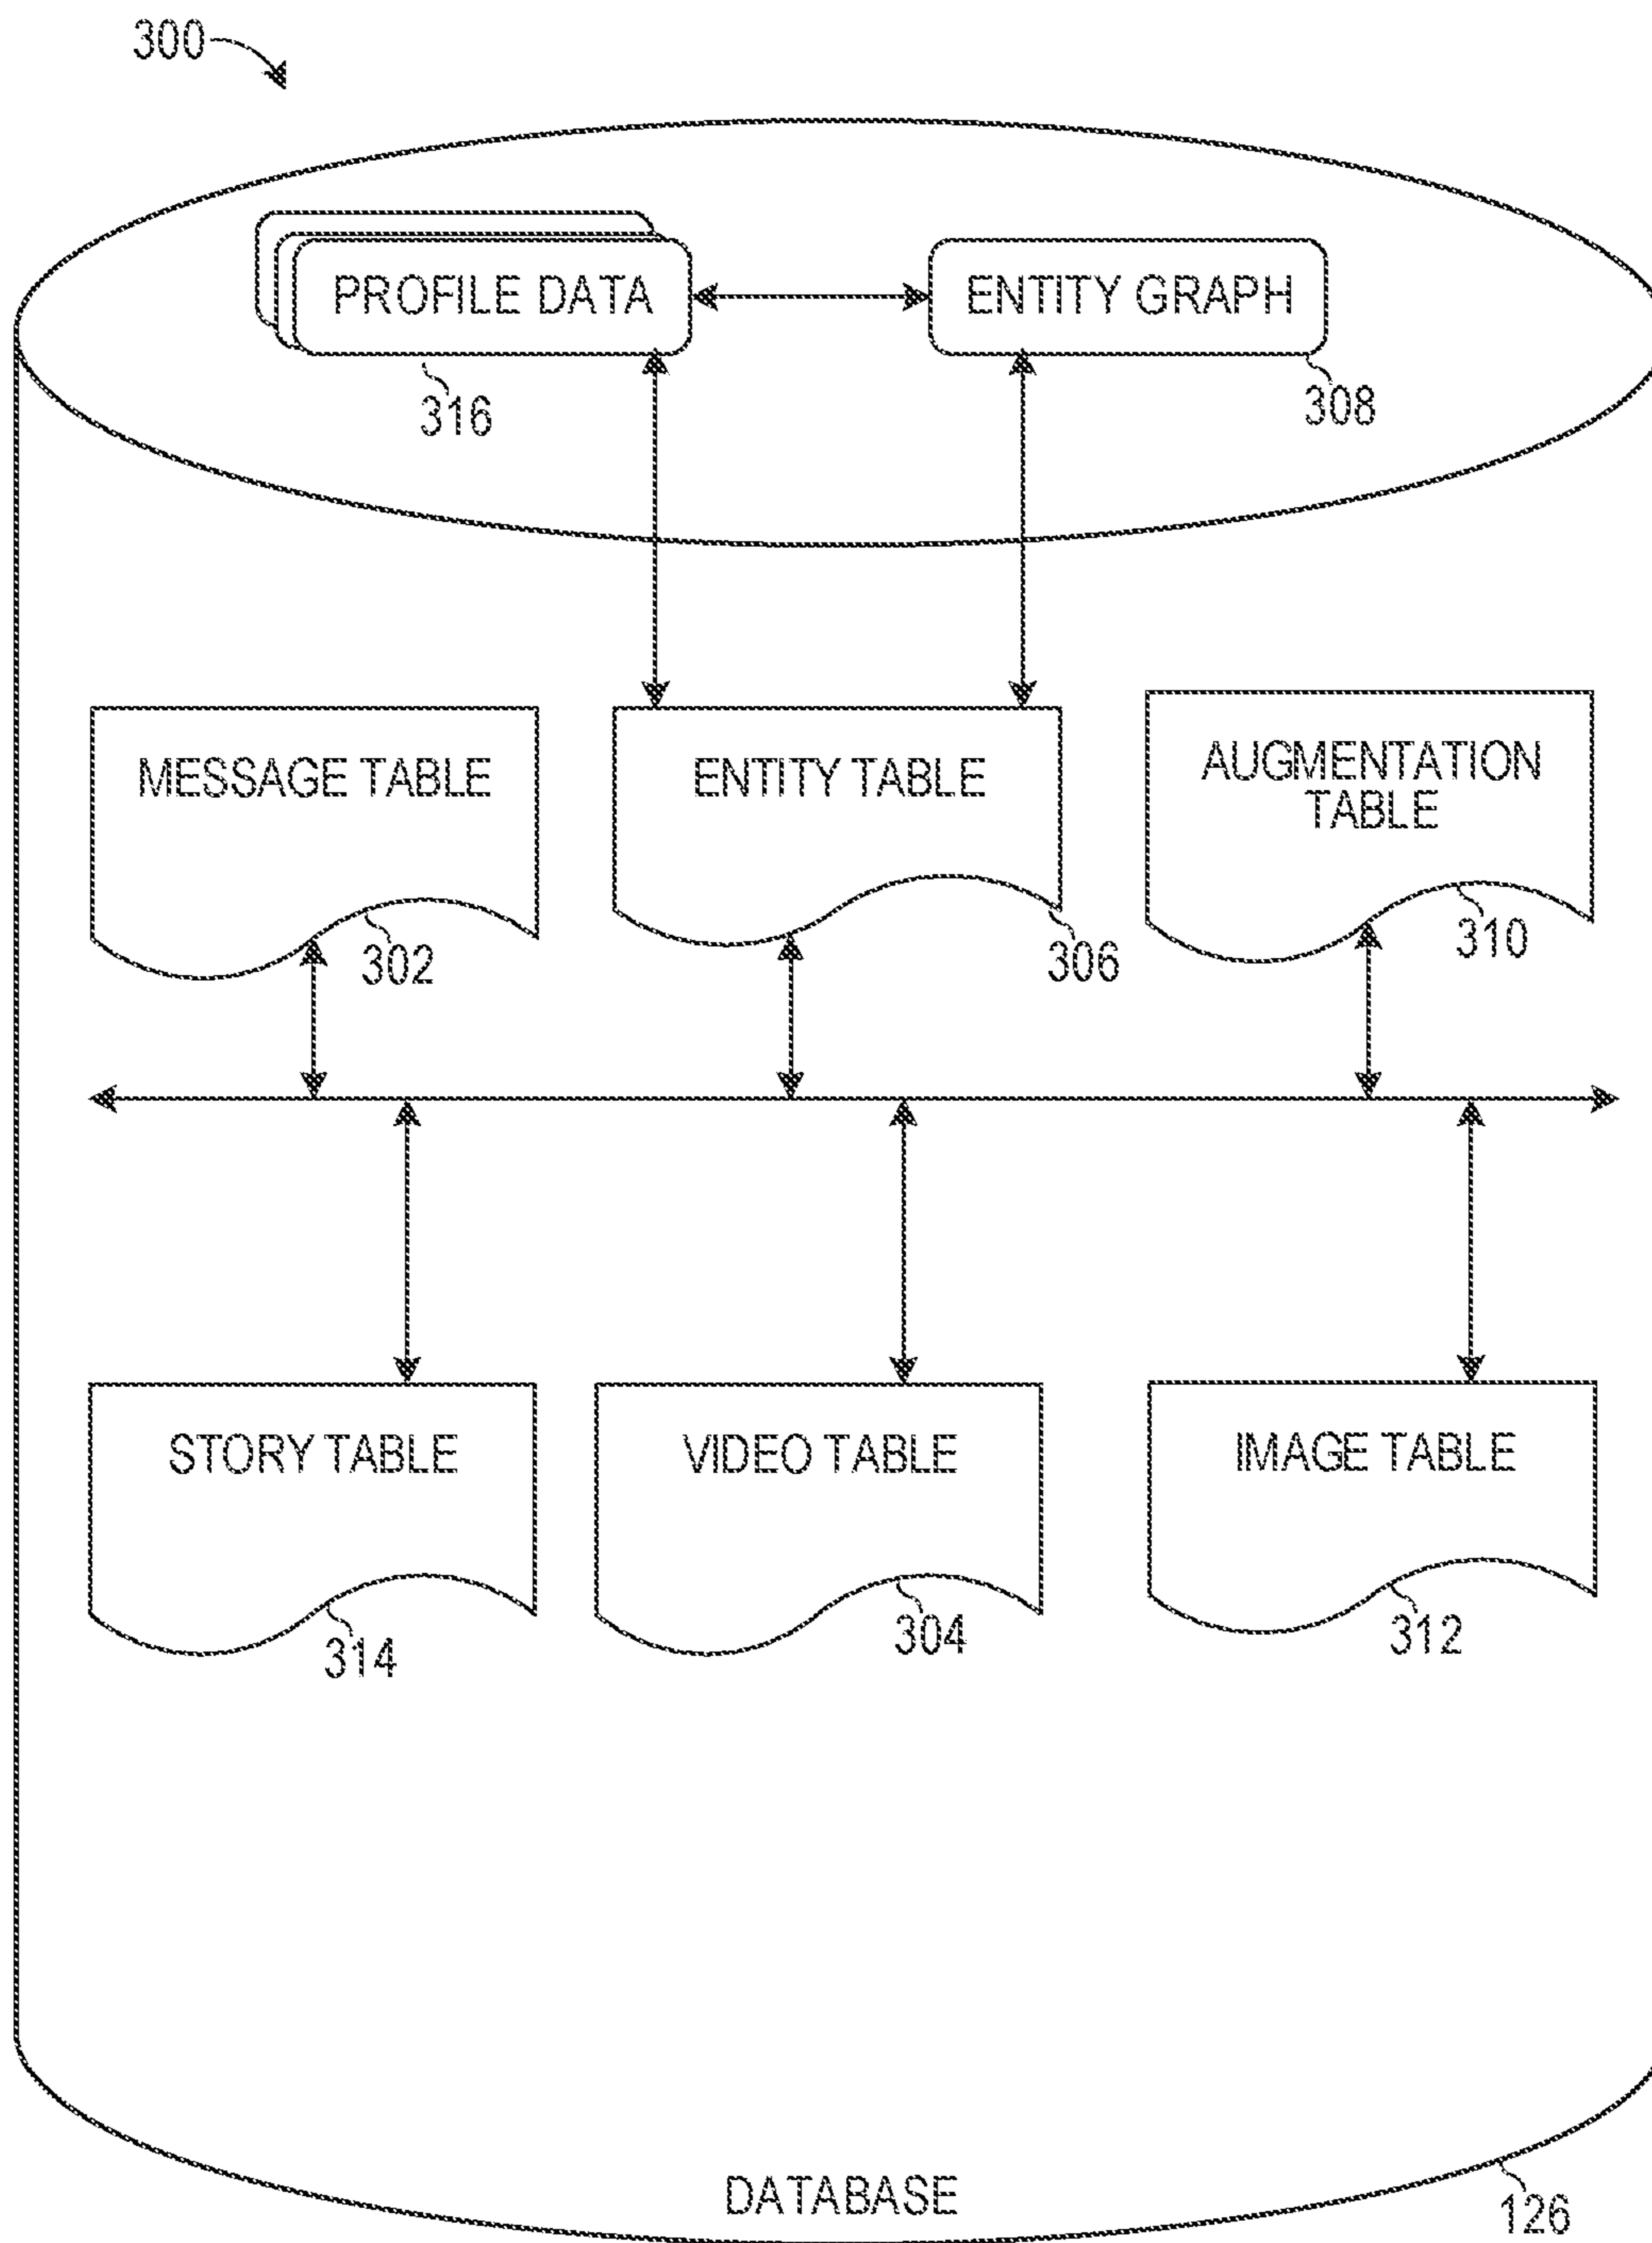 300
PROFILE DATA
ENTITY GRAPH
316
308
MESSAGE TABLE
ENTITY TABLE
AUGMENTATION
TABLE
302
306
310
STORY TABLE
VIDEO TABLE
IMAGE TABLE
314
304
312
DATABASE
126